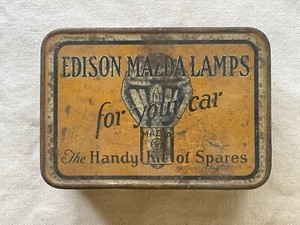 EDISON MAZDA LAMPS
for your car
MAZDA
The Handy Kit of Spares